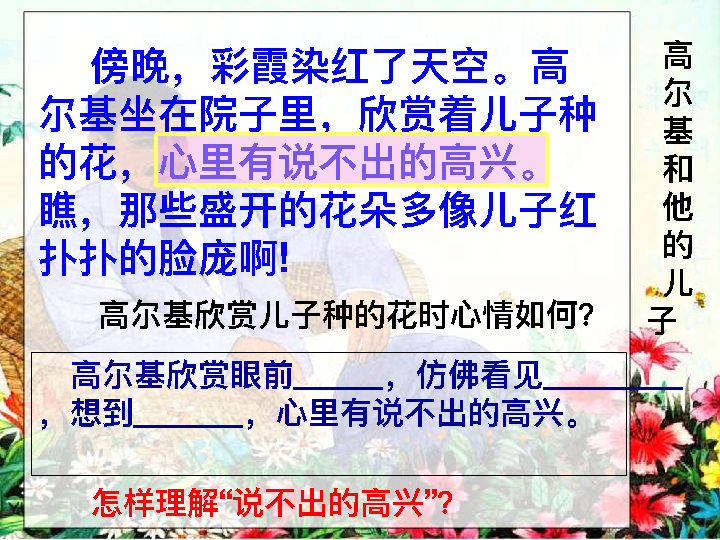 傍晚，彩霞染红了天空。高
尔基坐在院子里，欣赏着儿子种
的花，心里有说不出的高兴。
瞧，那些盛开的花朵多像儿子红
扑扑的脸庞啊!
高尔基欣赏儿子种的花时心情如何?
高尔基欣赏眼前______，仿佛看见_________
，想到_______，心里有说不出的高兴。
怎样理解“说不出的高兴”?
高尔基和他的儿子